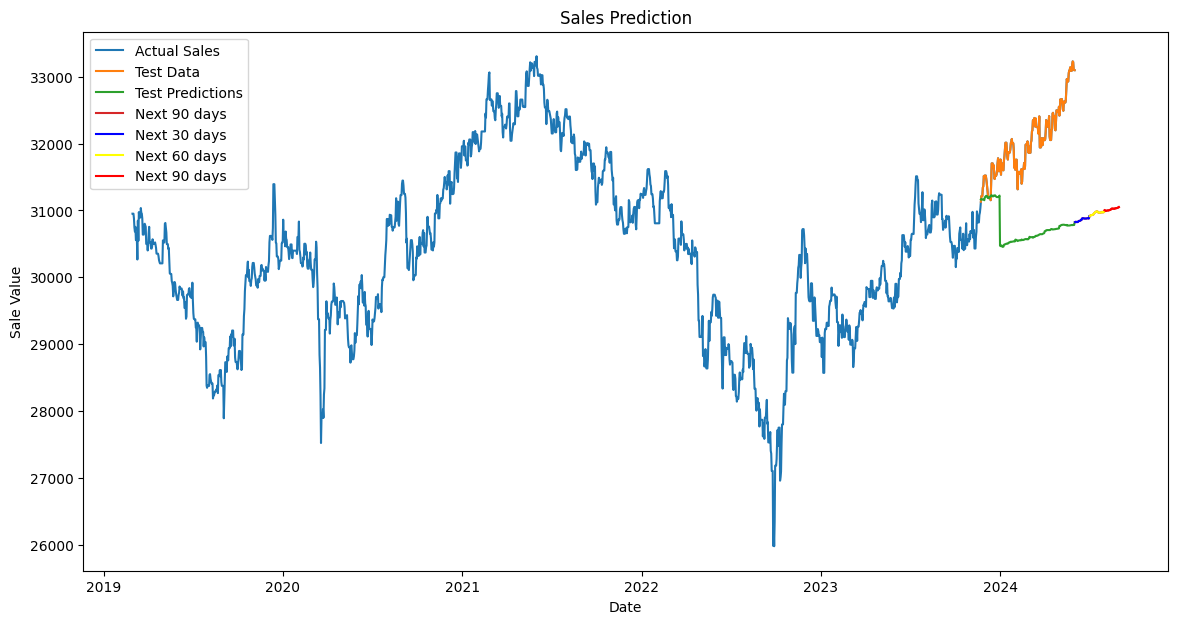 Sales Prediction
Actual Sales
Test Data
Test Predictions
Next 90 days
Next 30 days
Next 60 days
Next 90 days
Sale Value
33000
32000
31000
30000
29000
28000
27000
26000
2019 2020 2021 2022 2023 2024
Date